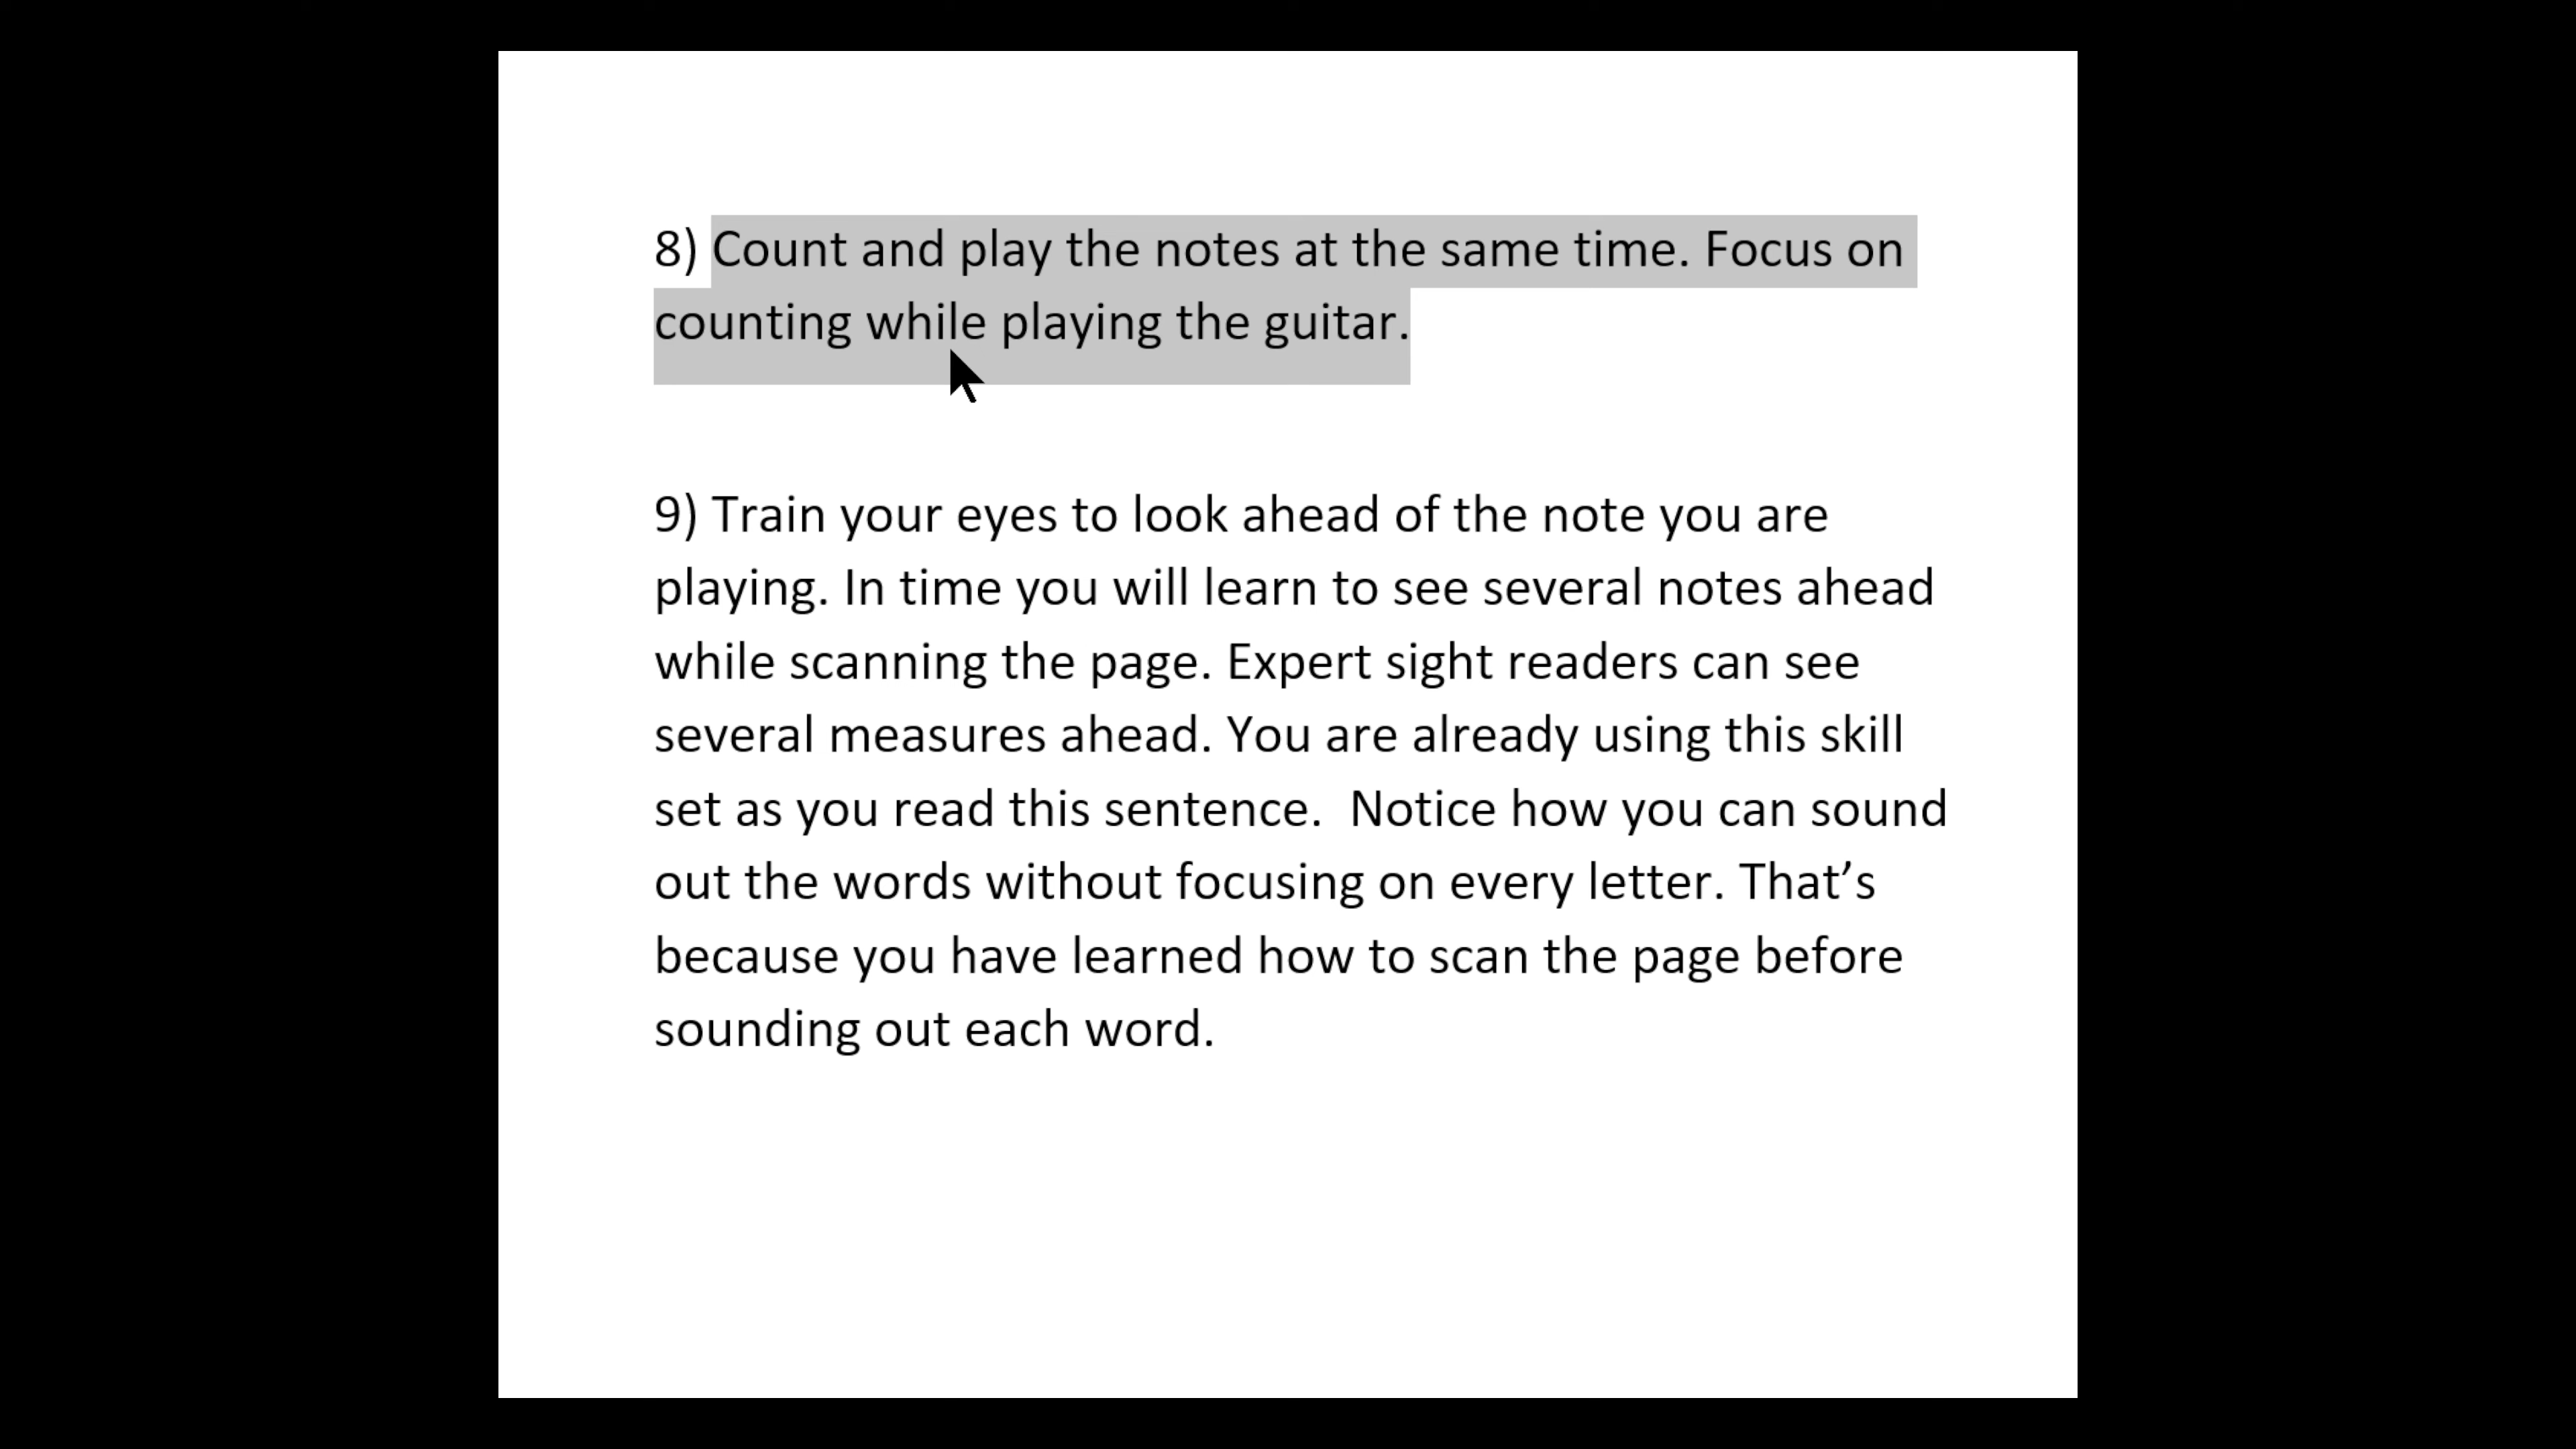 8) Count and play the notes at the same time. Focus on
counting while playing the guitar.
9) Train your eyes to look ahead of the note you are
playing. In time you will learn to see several notes ahead
while scanning the page. Expert sight readers can see
several measures ahead. You are already using this skill
set as you read this sentence.  Notice how you can sound
out the words without focusing on every letter. That’s
because you have learned how to scan the page before
sounding out each word.